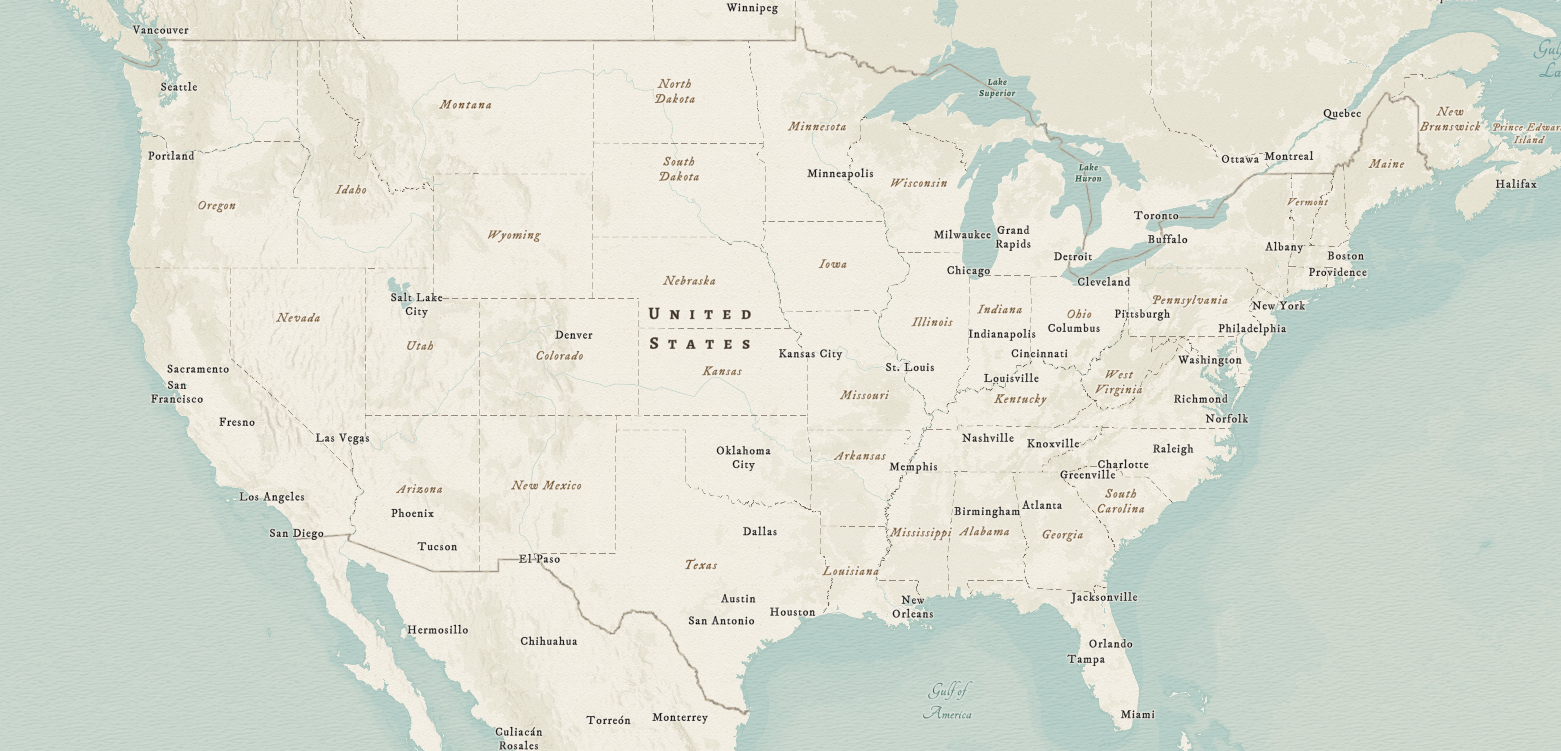 Winnipeg
Vancouver
Gulf
La
Seattle
Lake
Superior
North
Dakota
Montana
Minnesota
Quebec
New
Brunswick
Prince Edwar
Island
Portland
South
Dakota
Minneapolis
Wisconsin
Lake
Huron
Ottawa
Montreal
Maine
Halifax
Idaho
Oregon
Vermont
Toronto
Wyoming
Milwaukee
Grand
Rapids
Buffalo
Albany
Boston
Detroit
Iowa
Chicago
Providence
Nebraska
Cleveland
Salt Lake
City
Pennsylvania
New York
Nevada
UNITED
STATES
Illinois
Indiana
Ohio
Pittsburgh
Columbus
Philadelphia
Denver
Indianapolis
Utah
Colorado
Kansas City
Cincinnati
Washington
Sacramento
Kansas
St. Louis
Louisville
West
Virginia
San
Francisco
Missouri
Kentucky
Richmond
Fresno
Norfolk
Las Vegas
Nashville
Knoxville
Raleigh
Oklahoma
City
Arkansas
Memphis
Charlotte
Greenville
Los Angeles
Arizona
New Mexico
South
Carolina
Phoenix
Birmingham
Atlanta
San Diego
Dallas
Mississippi
Alabama
Georgia
Tucson
El Paso
Texas
Louisiana
Austin
Houston
New
Orleans
Jacksonville
San Antonio
Hermosillo
Chihuahua
Orlando
Tampa
Gulf of
America
Torreón
Monterrey
Miami
Culiacán
Rosales